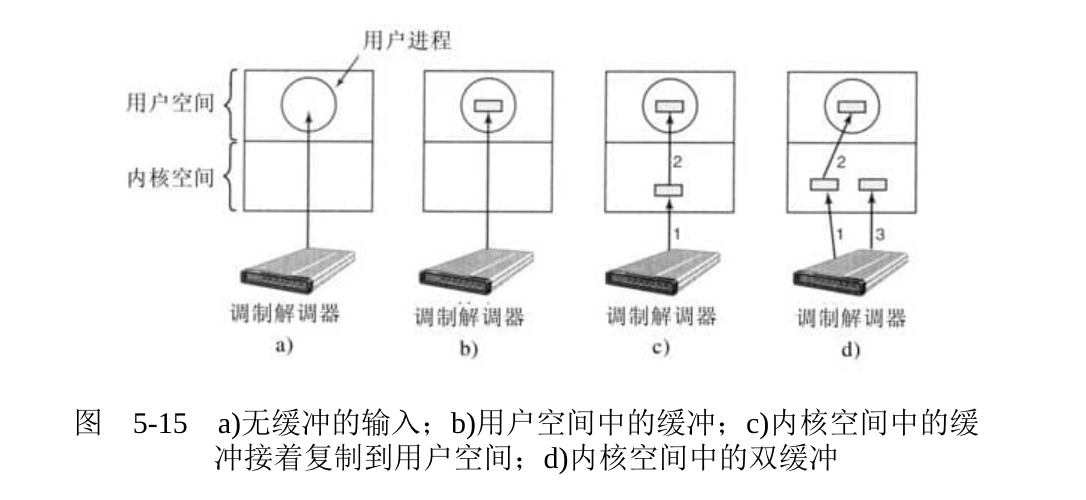 用户进程
用户空间
内核空间
2
2
1
1
3
调制解调器
调制解调器
调制解调器
调制解调器
a)
b)
c)
d)
图 5-15 a)无缓冲的输入；b)用户空间中的缓冲；c)内核空间中的缓
冲接着复制到用户空间；d)内核空间中的双缓冲